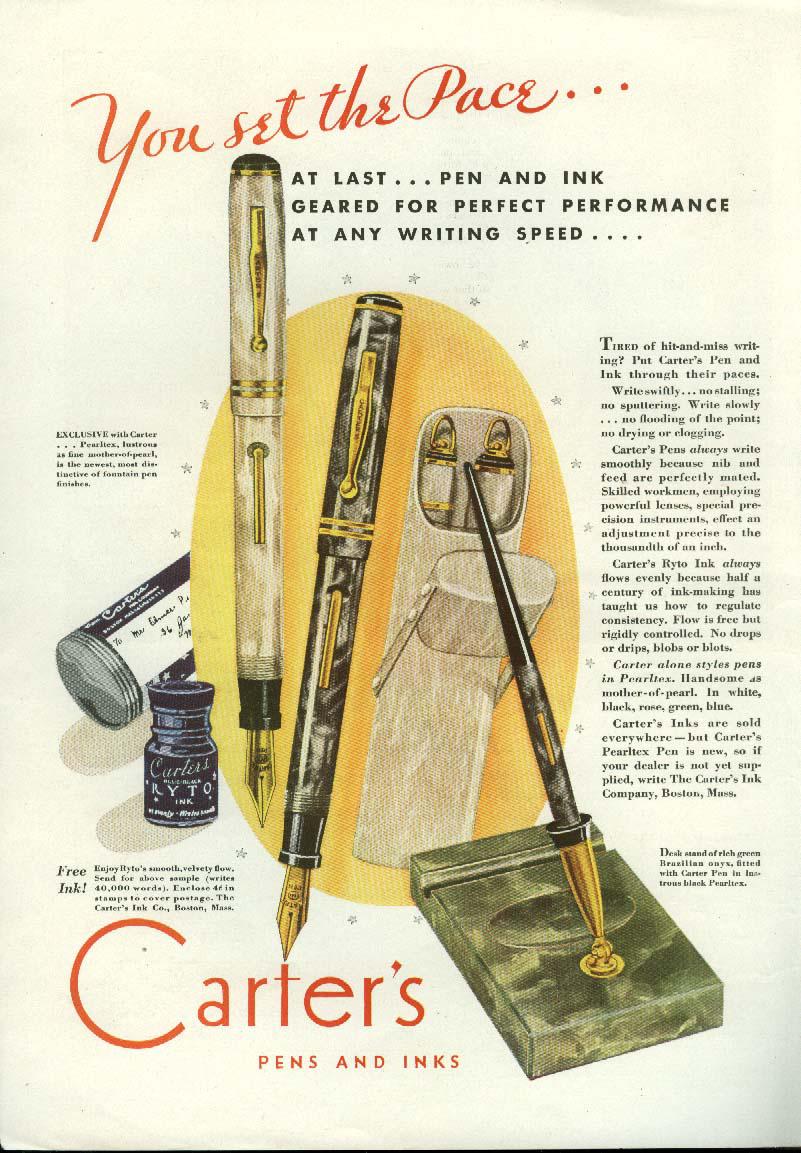 You set the Pace...
AT LAST... PEN AND INK
GEARED FOR PERFECT PERFORMANCE
AT ANY WRITING SPEED....
TIRED of hit-and-miss writ-
ing? Put Carter's Pen and
Ink through their paces.
Write swiftly... no stalling;
no sputtering. Write slowly
... no flooding of the point;
no drying or clogging.
Carter's Pens always write
smoothly because nib and
feed are perfectly mated.
Skilled workmen, employing
powerful lenses, special pre-
cision instruments, effect an
adjustment precise to the
thousandth of an inch.
Carter's Ryto Ink always
flows evenly because half a
century of ink-making has
taught us how to regulate
consistency. Flow is free but
rigidly controlled. No drops
or drips, blobs or blots.
Carter alone styles pens
in Pearltex. Handsome as
mother-of-pearl. In white,
black, rose, green, blue.
Carter's Inks are sold
everywhere—but Carter's
Pearltex Pen is new, so if
your dealer is not yet sup-
plied, write The Carter's Ink
Company, Boston, Mass.
EXCLUSIVE with Carter
... Pearltex, lustrous
as fine mother-of-pearl,
is the newest, most dis-
tinctive of fountain pen
finishes.
Carter's
To Mr. Elmer
36
Carter's
BLUE-BLACK
RYTO
INK
Free
Ink!
Enjoy Ryto's smooth, velvety flow.
Send for above sample (writes
40,000 words). Enclose 4¢ in
stamps to cover postage. The
Carter's Ink Co., Boston, Mass.
Desk stand of rich green
Brazilian onyx, fitted
with Carter Pen in lus-
trous black Pearltex.
Carter's
PENS AND INKS